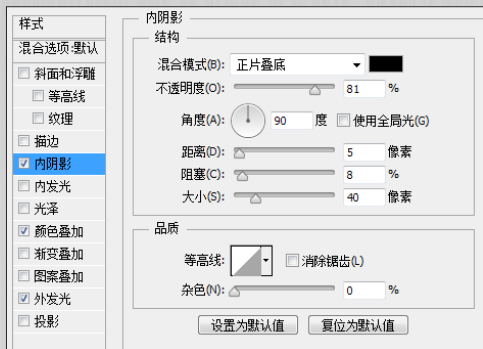 样式
混合选项:默认
斜面和浮雕
等高线
纹理
描边
内阴影
内发光
光泽
颜色叠加
渐变叠加
图案叠加
外发光
投影
内阴影
结构
混合模式(B): 正片叠底
不透明度(O): 81 %
角度(A): 90 度 使用全局光(G)
距离(D): 5 像素
阻塞(C): 8 %
大小(S): 40 像素
品质
等高线: 消除锯齿(L)
杂色(N): 0 %
设置为默认值 复位为默认值